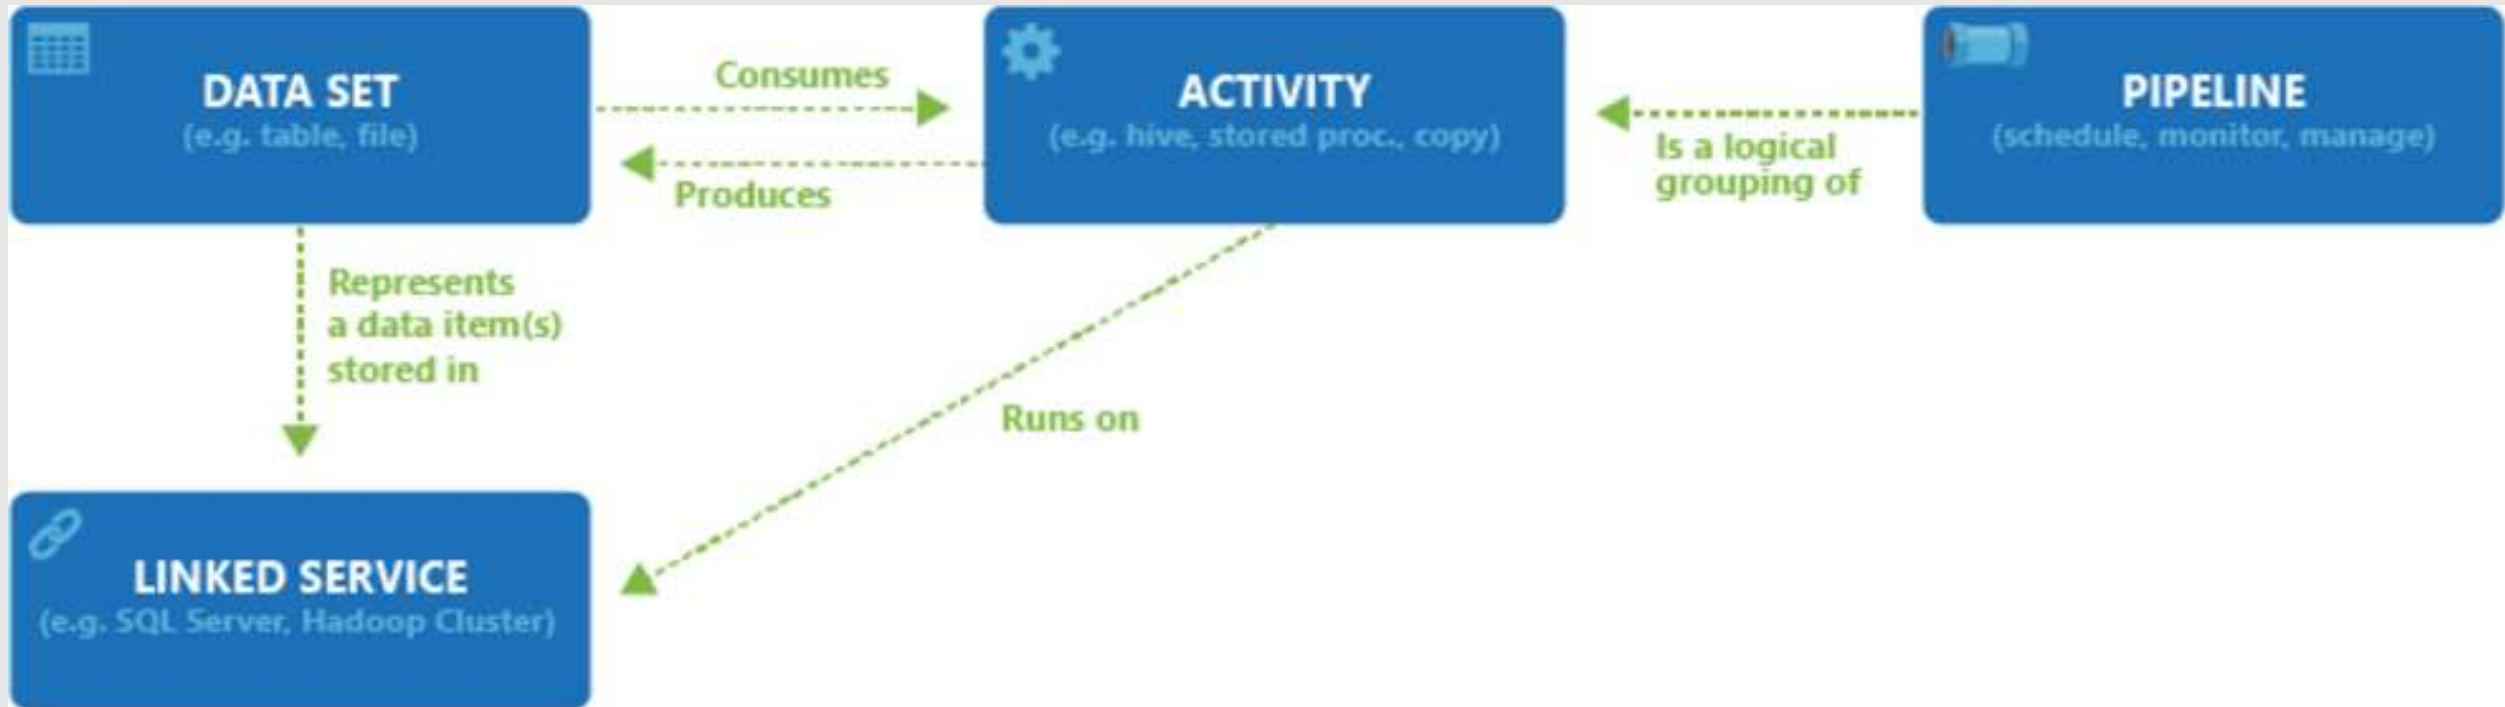 DATA SET
(e.g. table, file)
Consumes
Produces
ACTIVITY
(e.g. hive, stored proc., copy)
Is a logical
grouping of
PIPELINE
(schedule, monitor, manage)
Represents
a data item(s)
stored in
Runs on
LINKED SERVICE
(e.g. SQL Server, Hadoop Cluster)